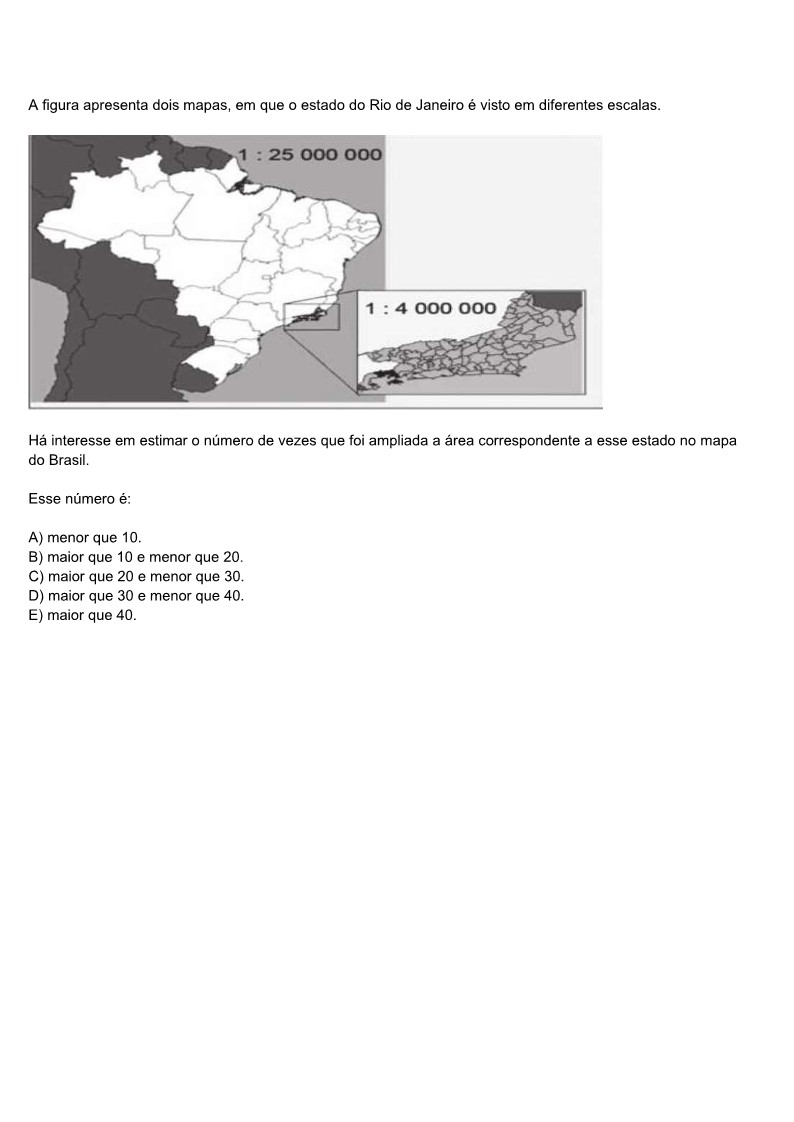 A figura apresenta dois mapas, em que o estado do Rio de Janeiro é visto em diferentes escalas.
1 : 25 000 000
1 : 4 000 000
Há interesse em estimar o número de vezes que foi ampliada a área correspondente a esse estado no mapa
do Brasil.
Esse número é:
A) menor que 10.
B) maior que 10 e menor que 20.
C) maior que 20 e menor que 30.
D) maior que 30 e menor que 40.
E) maior que 40.